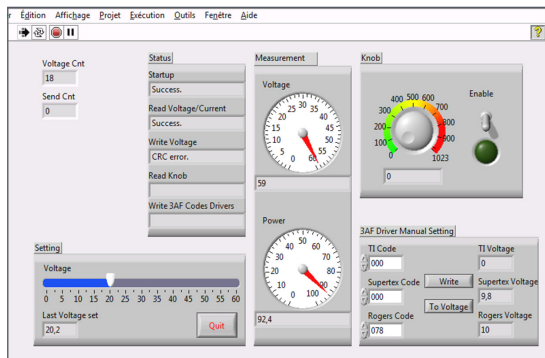 r Édition Affichage Projet Exécution Outils Fenêtre Aide
?
Voltage Cnt
18
Send Cnt
0
Status
Startup
Success.
Read Voltage/Current
Success.
Write Voltage
CRC error.
Read Knob
Write 3AF Codes Drivers
Measurement
Voltage
0 5 10 15 20 25 30 35 40 45 50 55 60
59
Power
0 10 20 30 40 50 60 70 80 90 100
92,4
Knob
0 100 200 300 400 500 600 700 800 900 1023
0
Enable
Setting
Voltage
0 5 10 15 20 25 30 35 40 45 50 55 60
Last Voltage set
20,2
Quit
3AF Driver Manual Setting
TI Code
000
TI Voltage
0
Supertex Code
000
Write
Supertex Voltage
9,8
To Voltage
Rogers Code
078
Rogers Voltage
10